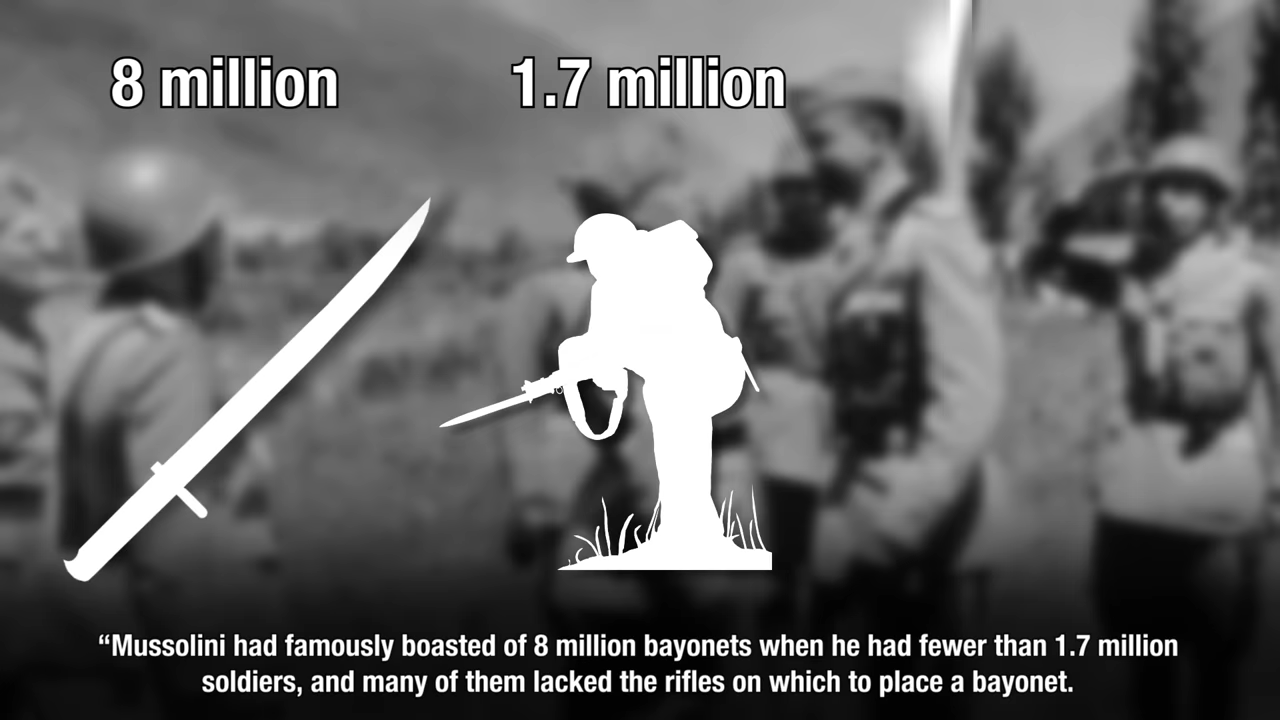 8 million
1.7 million
“Mussolini had famously boasted of 8 million bayonets when he had fewer than 1.7 million
soldiers, and many of them lacked the rifles on which to place a bayonet.